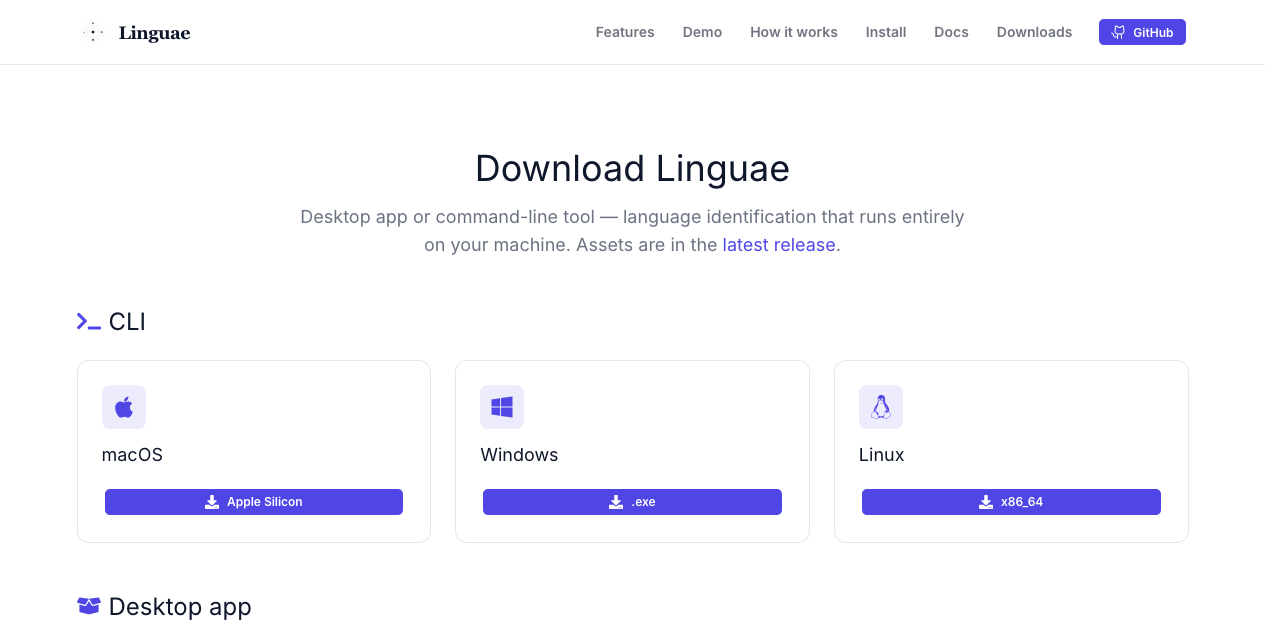 Linguae
Features
Demo
How it works
Install
Docs
Downloads
GitHub
Download Linguae
Desktop app or command-line tool — language identification that runs entirely
on your machine. Assets are in the latest release.
CLI
macOS
Apple Silicon
Windows
.exe
Linux
x86_64
Desktop app